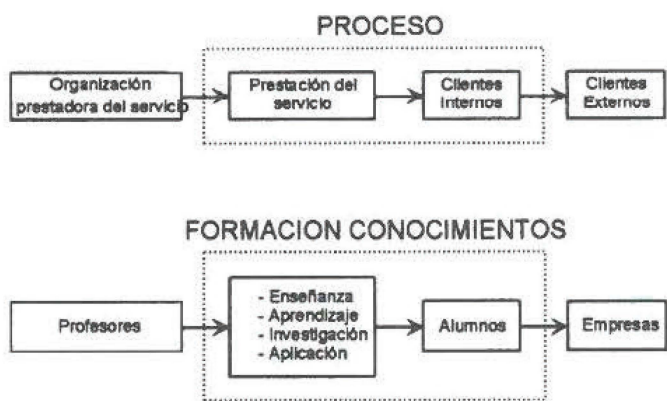 PROCESO
Organización
prestadora del servicio
Prestación del
servicio
Clientes
Internos
Clientes
Externos
FORMACION CONOCIMIENTOS
Profesores
- Enseñanza
- Aprendizaje
- Investigación
- Aplicación
Alumnos
Empresas